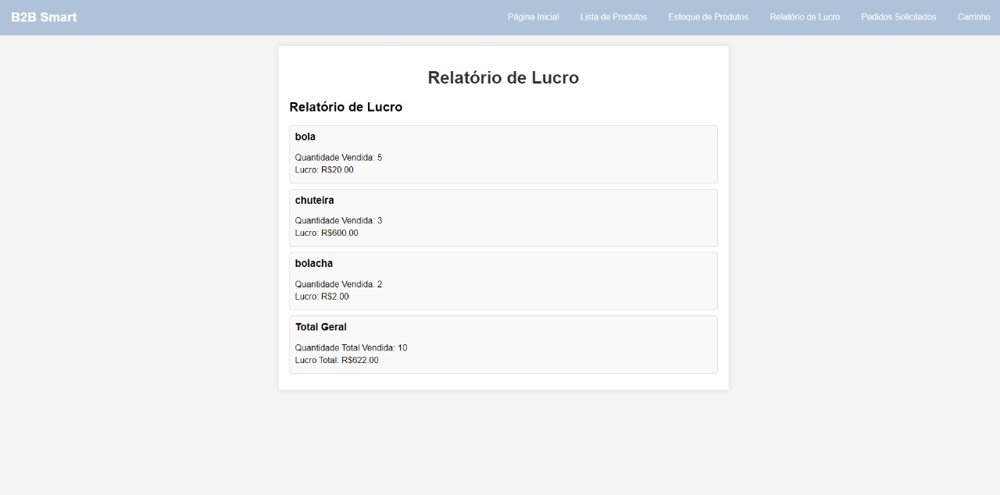 B2B Smart
Página Inicial
Lista de Produtos
Estoque de Produtos
Relatório de Lucro
Pedidos Solicitados
Carrinho
Relatório de Lucro
Relatório de Lucro
bola
Quantidade Vendida: 5
Lucro: R$20.00
chuteira
Quantidade Vendida: 3
Lucro: R$600.00
bolacha
Quantidade Vendida: 2
Lucro: R$2.00
Total Geral
Quantidade Total Vendida: 10
Lucro Total: R$622.00